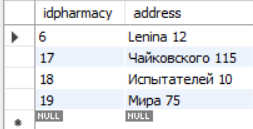 idpharmacy address
6 Lenina 12
17 Чайковского 115
18 Испытателей 10
19 Мира 75
NULL NULL